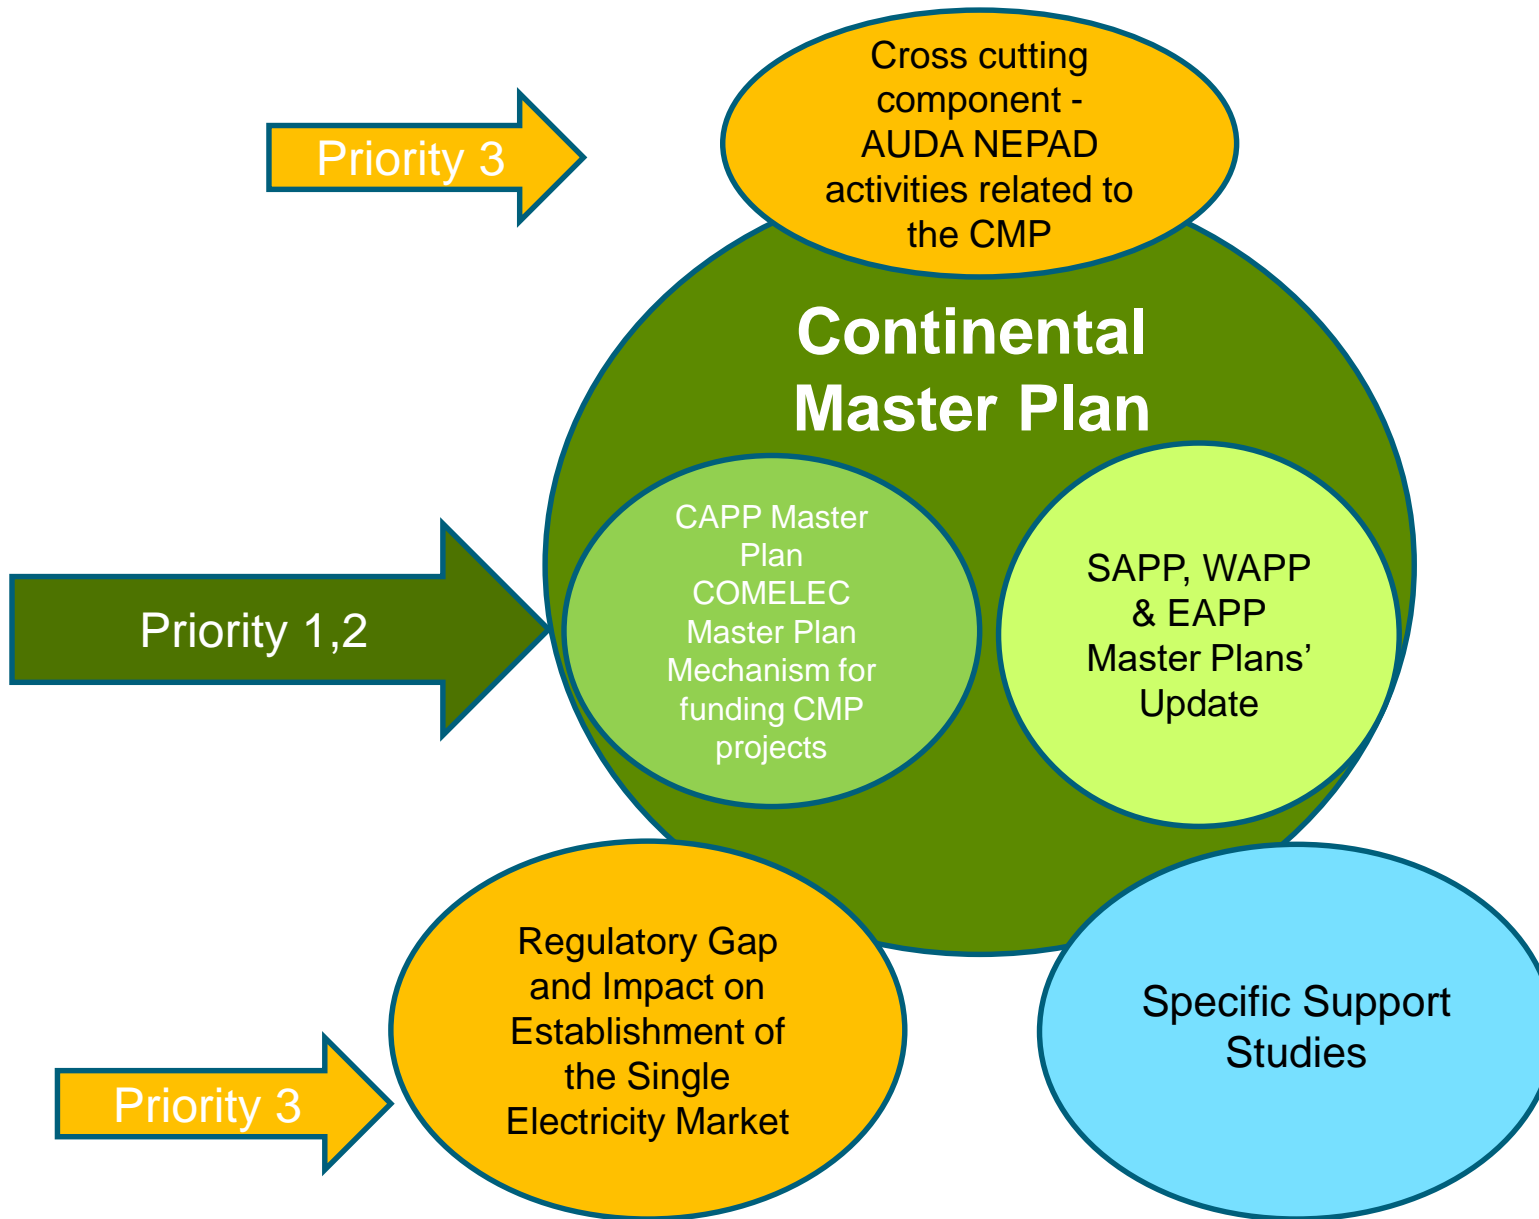 Cross cutting
component -
AUDA NEPAD
activities related to
the CMP
Priority 3
Continental
Master Plan
CAPP Master
Plan
COMELEC
Master Plan
Mechanism for
funding CMP
projects
SAPP, WAPP
& EAPP
Master Plans’
Update
Priority 1,2
Regulatory Gap
and Impact on
Establishment of
the Single
Electricity Market
Specific Support
Studies
Priority 3